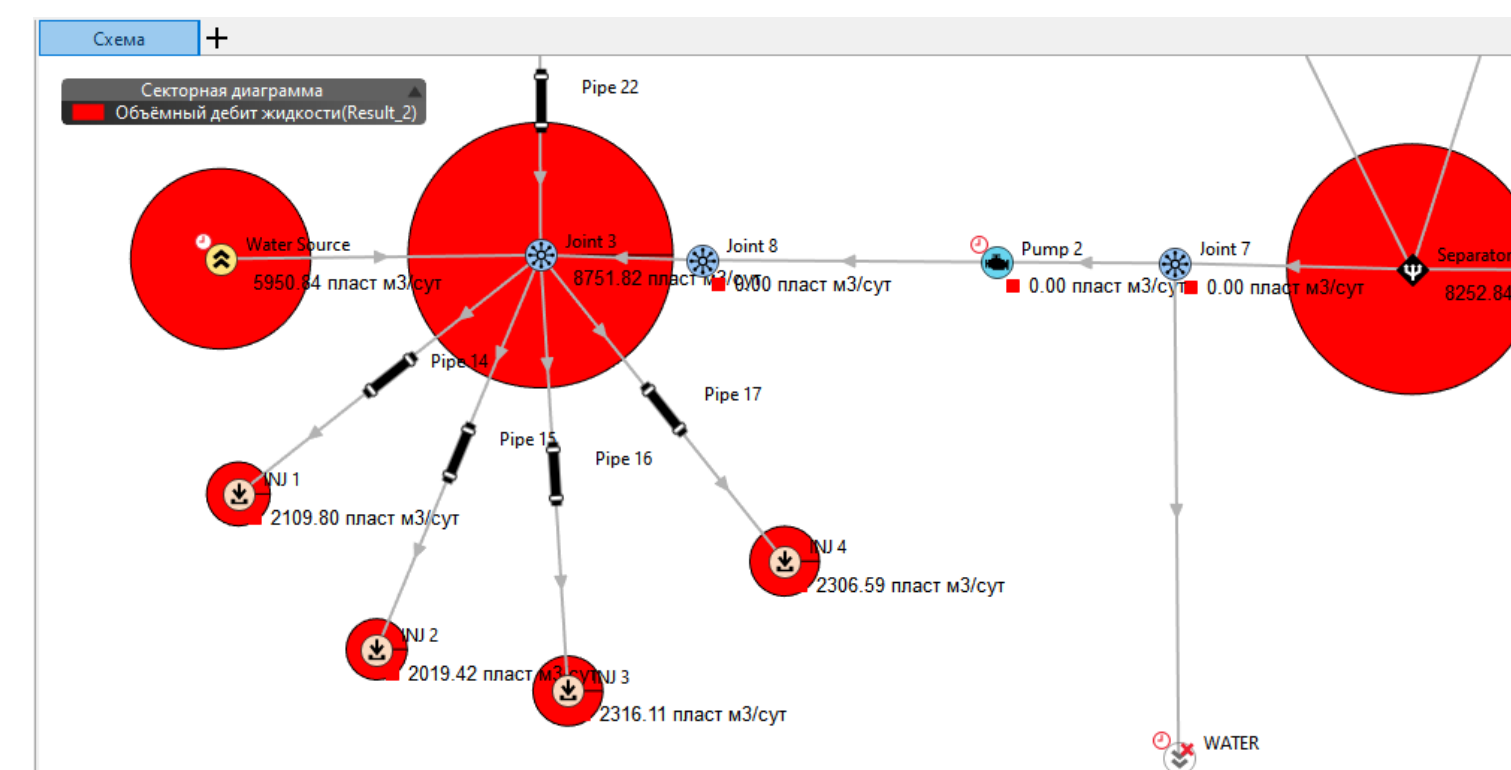 Схема
Секторная диаграмма
Объёмный дебит жидкости(Result_2)
Pipe 22
Water Source
5950.84 пласт м3/сут
Joint 3
8751.82 пласт м3/сут
Joint 8
0.00 пласт м3/сут
Pump 2
0.00 пласт м3/сут
Joint 7
0.00 пласт м3/сут
Separator
8252.84
Pipe 14
Pipe 17
Pipe 15
Pipe 16
INJ 1
2109.80 пласт м3/сут
INJ 4
2306.59 пласт м3/сут
INJ 2
2019.42 пласт м3/сут
INJ 3
2316.11 пласт м3/сут
WATER